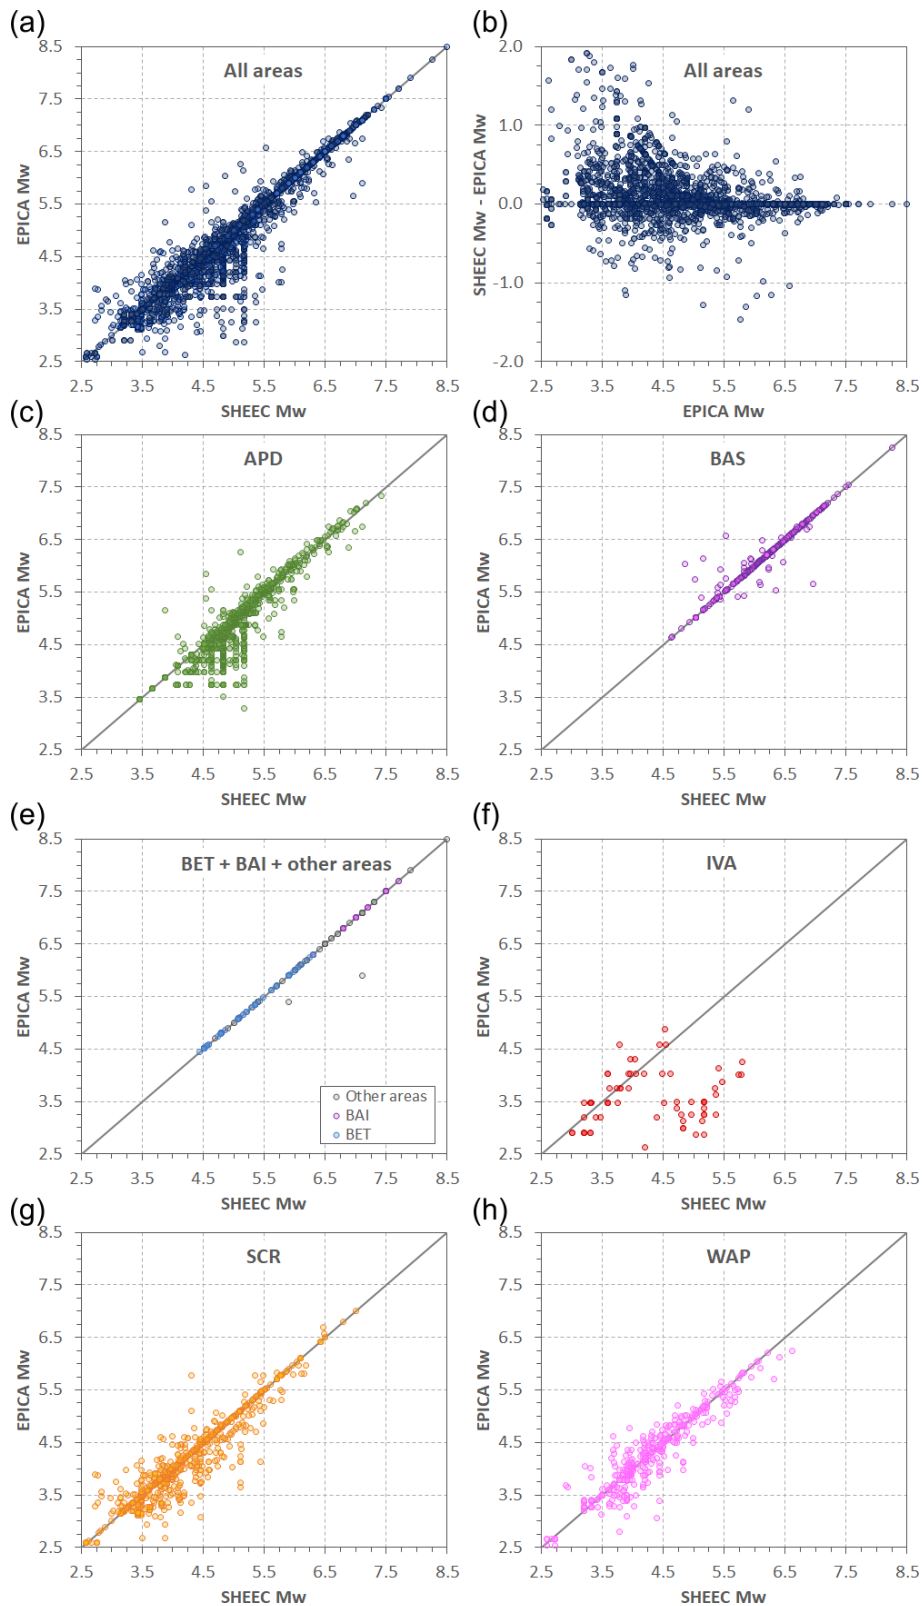 (a)
All areas
8.5
7.5
6.5
5.5
4.5
3.5
2.5
EPICA Mw
2.5 3.5 4.5 5.5 6.5 7.5 8.5
SHEEC Mw
(b)
All areas
2.0
1.0
0.0
-1.0
-2.0
SHEEC Mw - EPICA Mw
2.5 3.5 4.5 5.5 6.5 7.5 8.5
EPICA Mw
(c)
APD
8.5
7.5
6.5
5.5
4.5
3.5
2.5
EPICA Mw
2.5 3.5 4.5 5.5 6.5 7.5 8.5
SHEEC Mw
(d)
BAS
8.5
7.5
6.5
5.5
4.5
3.5
2.5
EPICA Mw
2.5 3.5 4.5 5.5 6.5 7.5 8.5
SHEEC Mw
(e)
BET + BAI + other areas
8.5
7.5
6.5
5.5
4.5
3.5
2.5
EPICA Mw
Other areas
BAI
BET
2.5 3.5 4.5 5.5 6.5 7.5 8.5
SHEEC Mw
(f)
IVA
8.5
7.5
6.5
5.5
4.5
3.5
2.5
EPICA Mw
2.5 3.5 4.5 5.5 6.5 7.5 8.5
SHEEC Mw
(g)
SCR
8.5
7.5
6.5
5.5
4.5
3.5
2.5
EPICA Mw
2.5 3.5 4.5 5.5 6.5 7.5 8.5
SHEEC Mw
(h)
WAP
8.5
7.5
6.5
5.5
4.5
3.5
2.5
EPICA Mw
2.5 3.5 4.5 5.5 6.5 7.5 8.5
SHEEC Mw